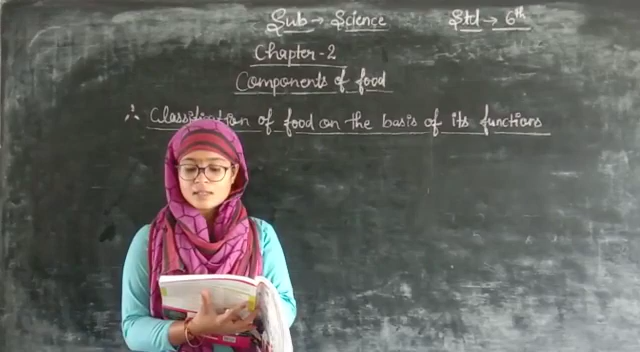 Sub → Science Std → 6th
Chapter-2
Components of food
∴ Classification of food on the basis of its functions